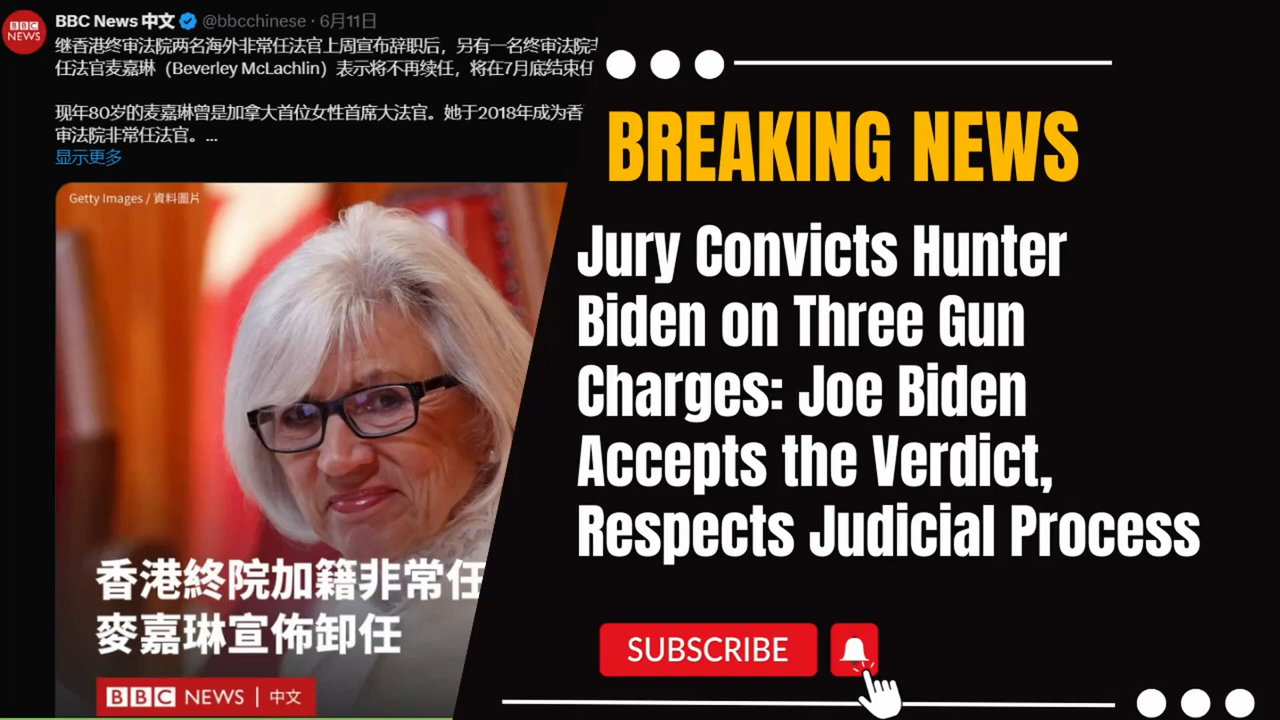 BBC News 中文 @bbcchinese · 6月11日
继香港终审法院两名海外非常任法官上周宣布辞职后，另有一名终审法院
任法官麦嘉琳（Beverley McLachlin）表示将不再续任，将在7月底结束任
现年80岁的麦嘉琳曾是加拿大首位女性首席大法官。她于2018年成为香
审法院非常任法官。...
显示更多
Getty Images / 資料圖片
香港終院加籍非常任
麥嘉琳宣佈卸任
BBC NEWS | 中文
BBC
NEWS
BREAKING NEWS
Jury Convicts Hunter
Biden on Three Gun
Charges: Joe Biden
Accepts the Verdict,
Respects Judicial Process
SUBSCRIBE